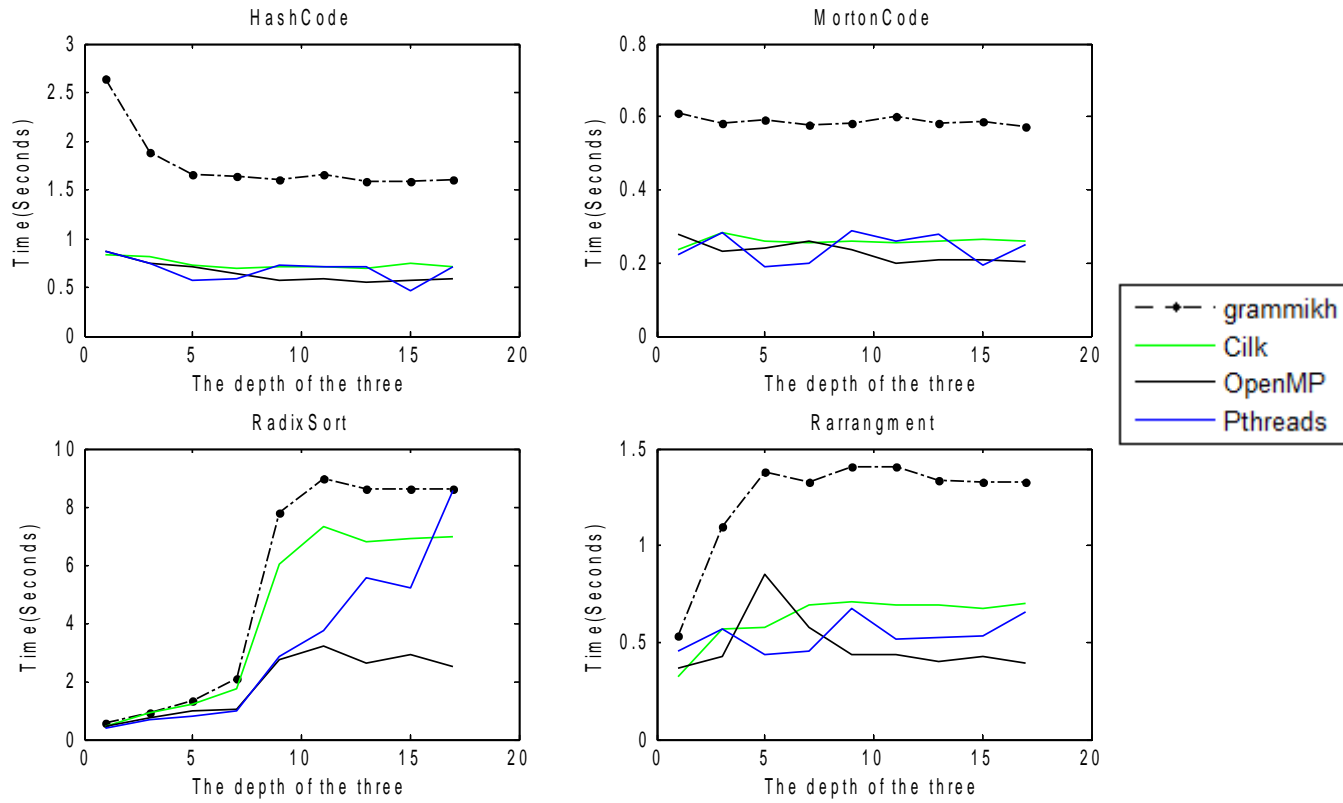 HashCode
3
2.5
2
1.5
1
0.5
0
Time(Seconds)
0 5 10 15 20
The depth of the three
MortonCode
0.8
0.6
0.4
0.2
0
Time(Seconds)
0 5 10 15 20
The depth of the three
grammikh
Cilk
OpenMP
Pthreads
RadixSort
10
8
6
4
2
0
Time(Seconds)
0 5 10 15 20
The depth of the three
Rarrangment
1.5
1
0.5
0
Time(Seconds)
0 5 10 15 20
The depth of the three